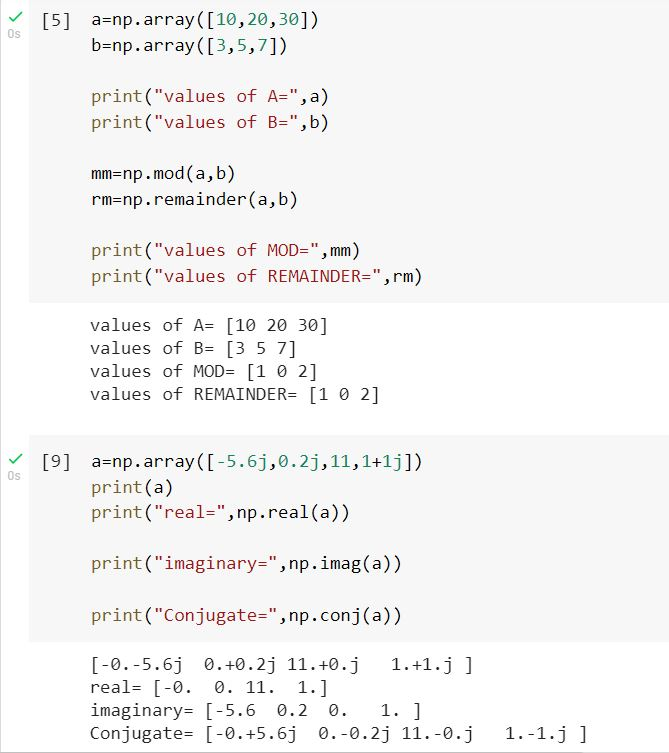 [5] a=np.array([10,20,30])
0s b=np.array([3,5,7])
print("values of A=",a)
print("values of B=",b)
mm=np.mod(a,b)
rm=np.remainder(a,b)
print("values of MOD=",mm)
print("values of REMAINDER=",rm)
values of A= [10 20 30]
values of B= [3 5 7]
values of MOD= [1 0 2]
values of REMAINDER= [1 0 2]
[9] a=np.array([-5.6j,0.2j,11,1+1j])
0s print(a)
print("real=",np.real(a))
print("imaginary=",np.imag(a))
print("Conjugate=",np.conj(a))
[-0.-5.6j  0.+0.2j 11.+0.j   1.+1.j ]
real= [-0.  0. 11.  1.]
imaginary= [-5.6  0.2  0.   1. ]
Conjugate= [-0.+5.6j  0.-0.2j 11.-0.j   1.-1.j ]